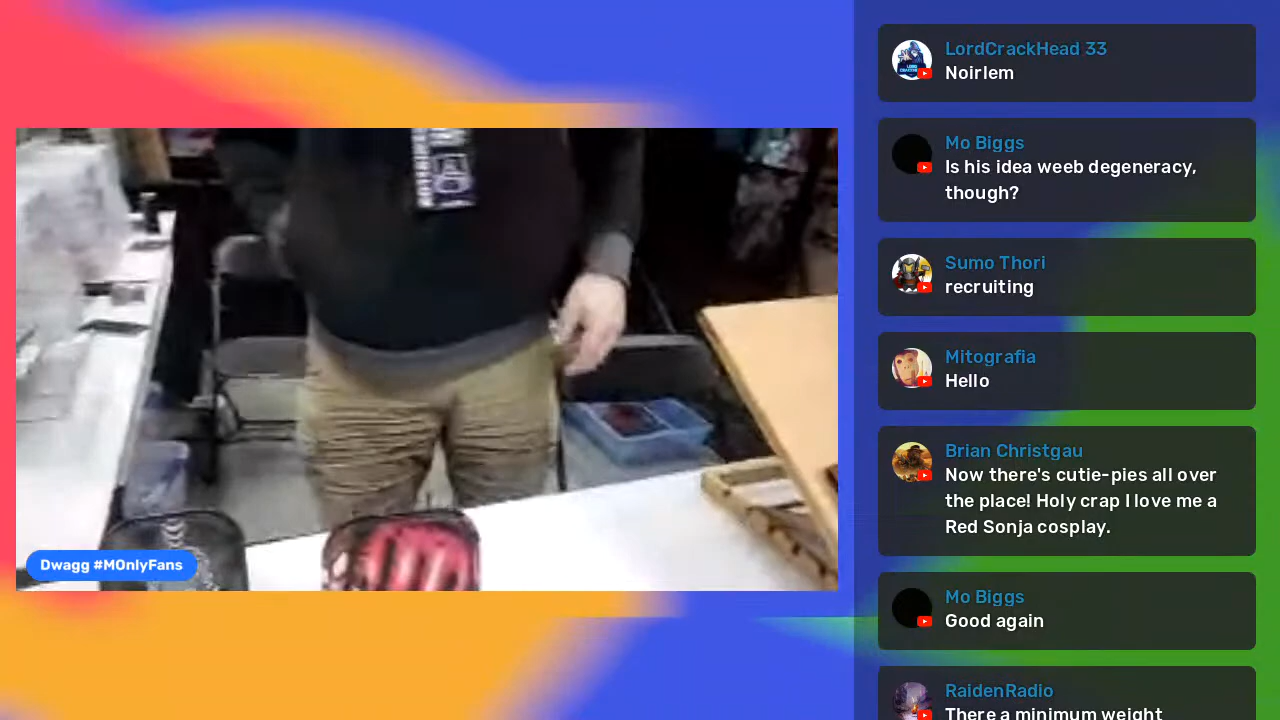 LordCrackHead 33
Noirlem
Mo Biggs
Is his idea weeb degeneracy,
though?
Sumo Thori
recruiting
Mitografia
Hello
Brian Christgau
Now there's cutie-pies all over
the place! Holy crap I love me a
Red Sonja cosplay.
Mo Biggs
Good again
RaidenRadio
There a minimum weight
Dwagg #MOnlyFans